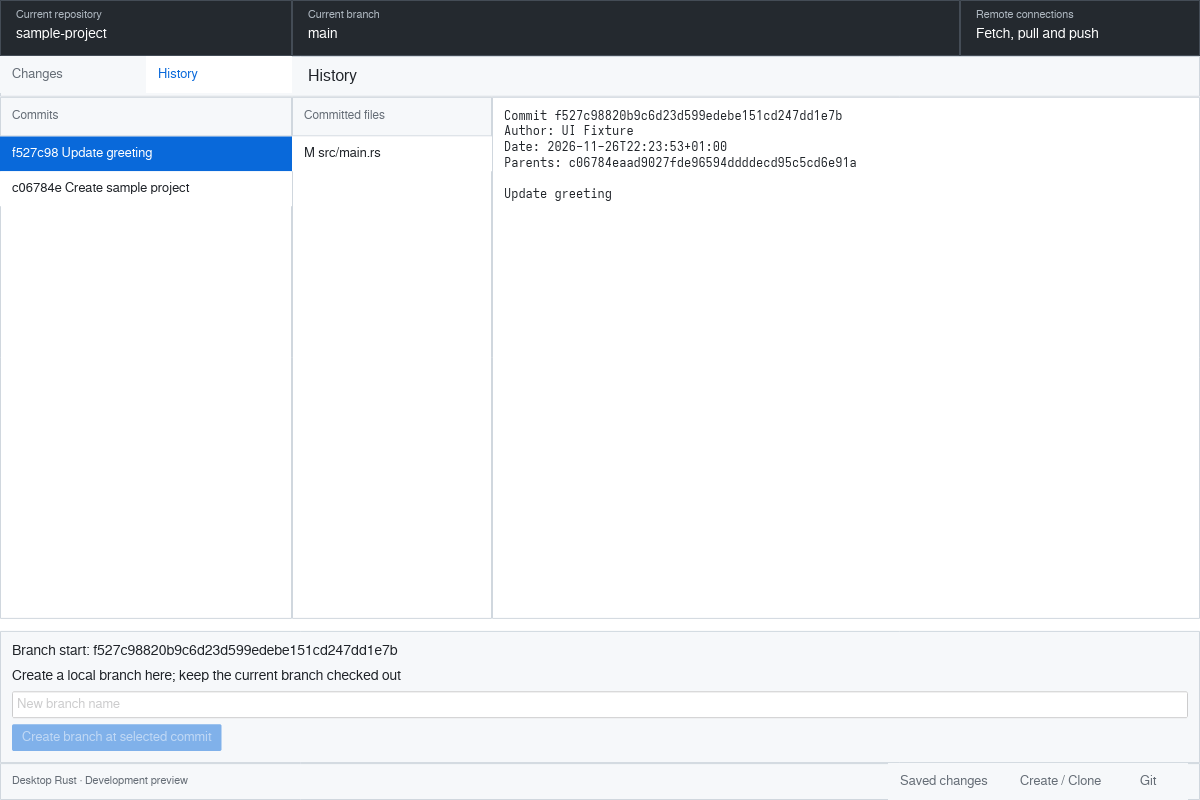 Current repository
sample-project
Current branch
main
Remote connections
Fetch, pull and push
Changes
History
History
Commits
Committed files
f527c98 Update greeting
c06784e Create sample project
M src/main.rs
Commit f527c98820b9c6d23d599edebe151cd247dd1e7b
Author: UI Fixture
Date: 2026-11-26T22:23:53+01:00
Parents: c06784eaad9027fde96594ddddecd95c5cd6e91a
Update greeting
Branch start: f527c98820b9c6d23d599edebe151cd247dd1e7b
Create a local branch here; keep the current branch checked out
New branch name
Create branch at selected commit
Desktop Rust · Development preview
Saved changes
Create / Clone
Git